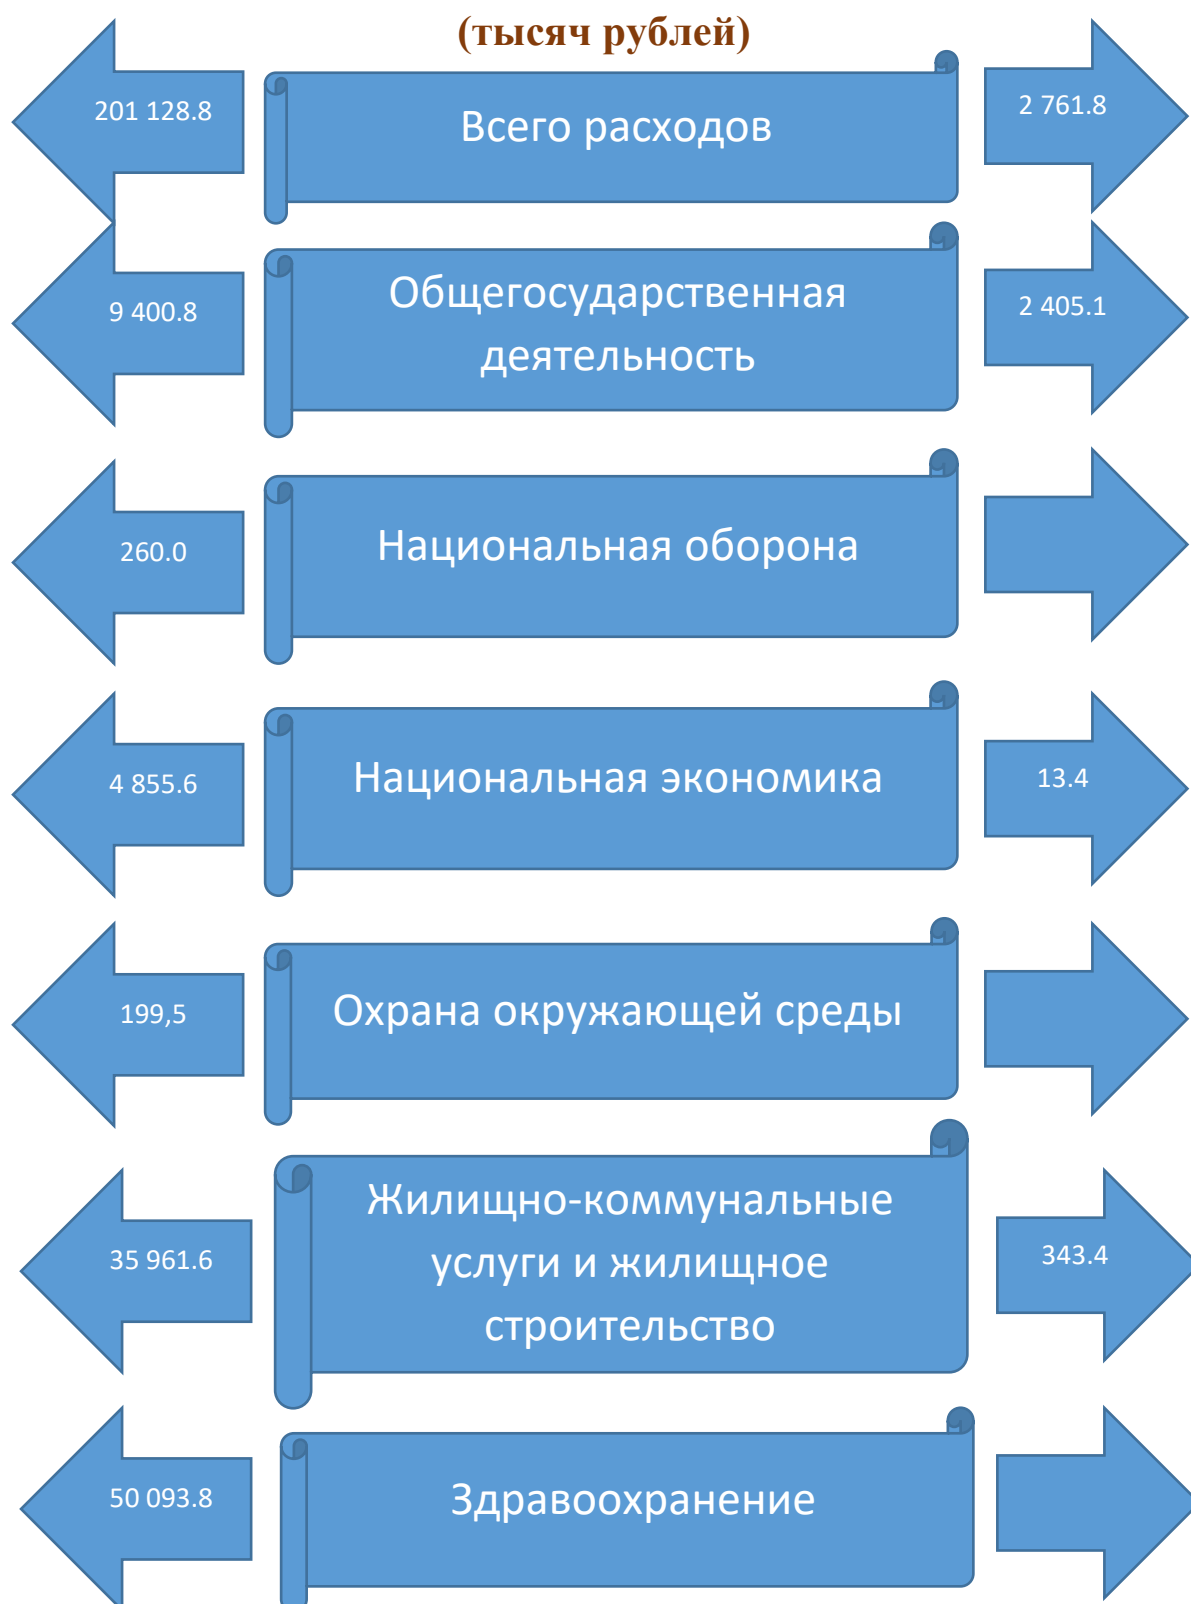 (тысяч рублей)
201 128.8
Всего расходов
2 761.8
9 400.8
Общегосударственная
деятельность
2 405.1
260.0
Национальная оборона
4 855.6
Национальная экономика
13.4
199,5
Охрана окружающей среды
35 961.6
Жилищно-коммунальные
услуги и жилищное
строительство
343.4
50 093.8
Здравоохранение